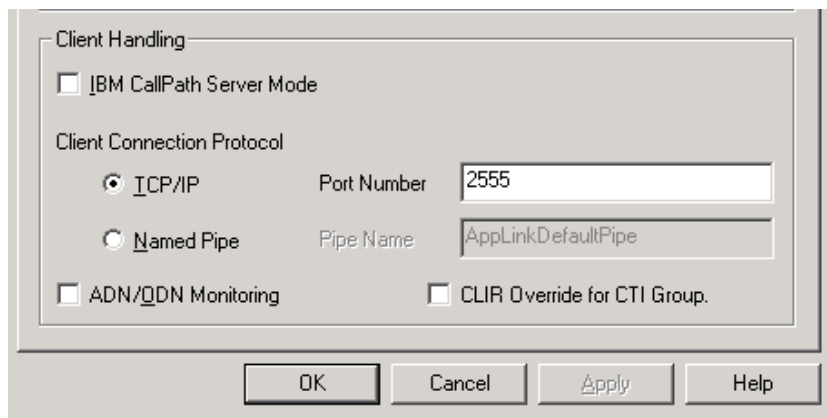 Client Handling
IBM CallPath Server Mode
Client Connection Protocol
TCP/IP Port Number 2555
Named Pipe Pipe Name AppLinkDefaultPipe
ADN/ODN Monitoring CLIR Override for CTI Group.
OK Cancel Apply Help